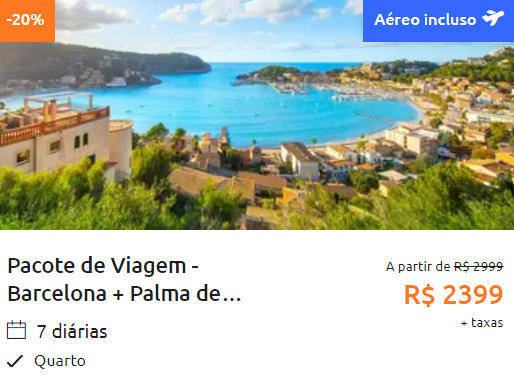 -20%
Aéreo incluso
Pacote de Viagem -
Barcelona + Palma de...
7 diárias
Quarto
A partir de R$ 2999
R$ 2399
+ taxas